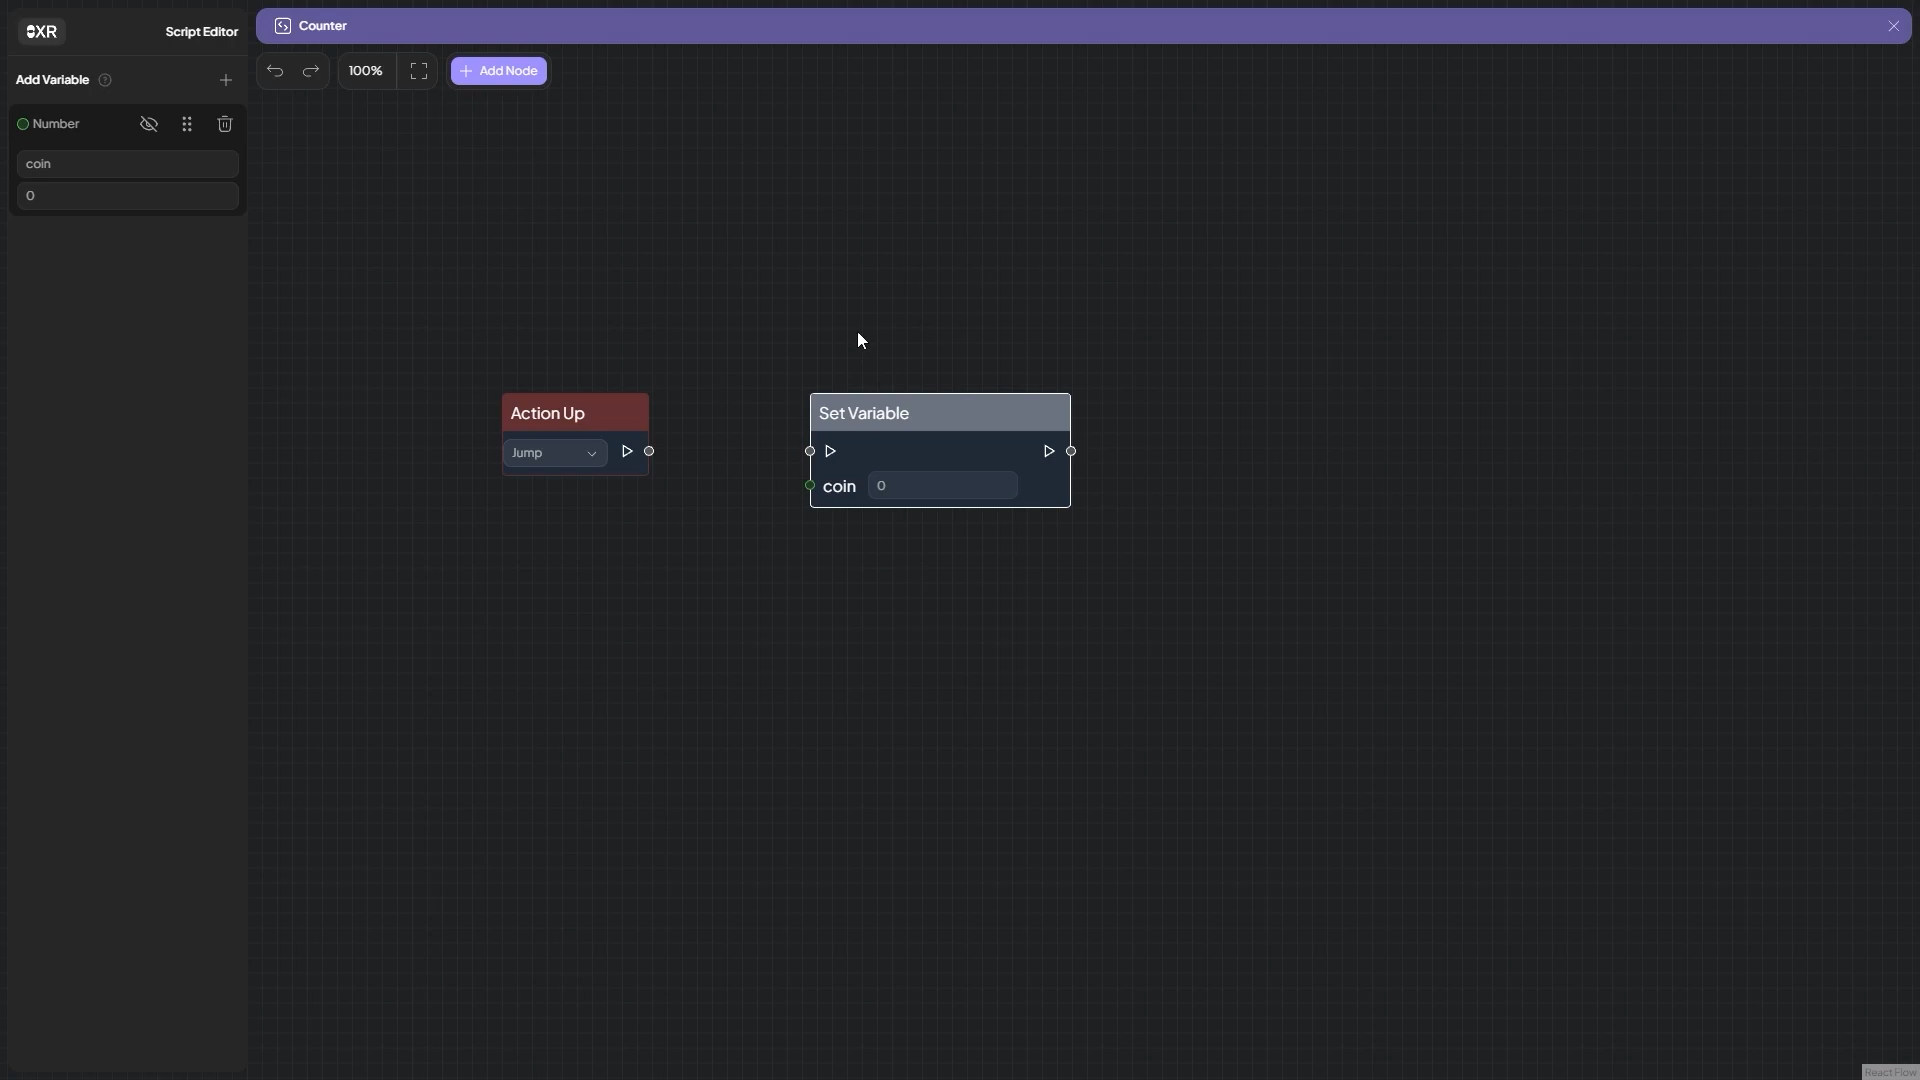 OXR
Script Editor
Counter
Add Variable
100%
Add Node
Number
coin
0
Action Up
Jump
Set Variable
coin
0
React Flow